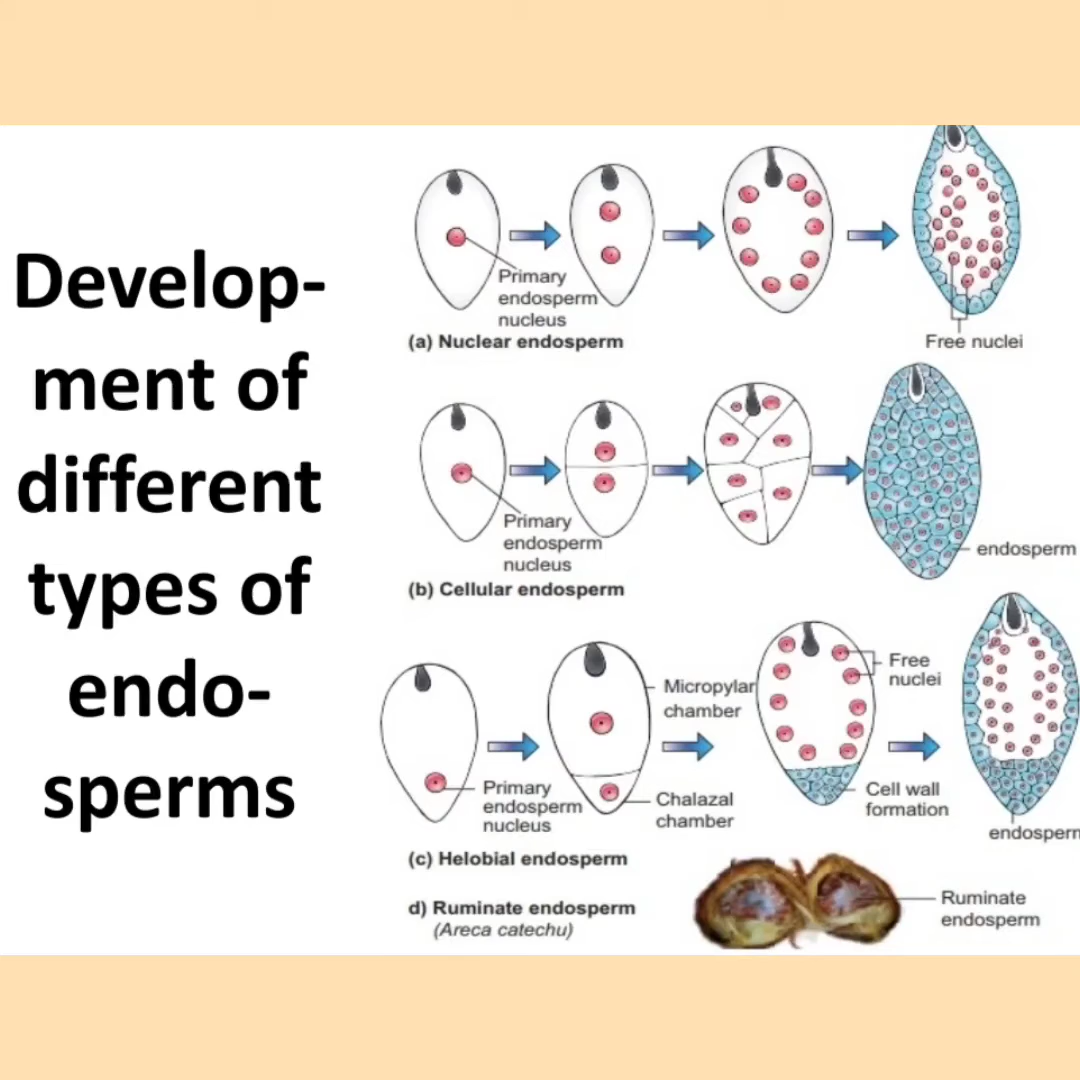 Develop-
ment of
different
types of
endo-
sperms
Primary
endosperm
nucleus
(a) Nuclear endosperm
Free nuclei
Primary
endosperm
nucleus
endosperm
(b) Cellular endosperm
Primary
endosperm
nucleus
Micropylar
chamber
Chalazal
chamber
Free
nuclei
Cell wall
formation
endosperm
(c) Helobial endosperm
d) Ruminate endosperm
(Areca catechu)
Ruminate
endosperm